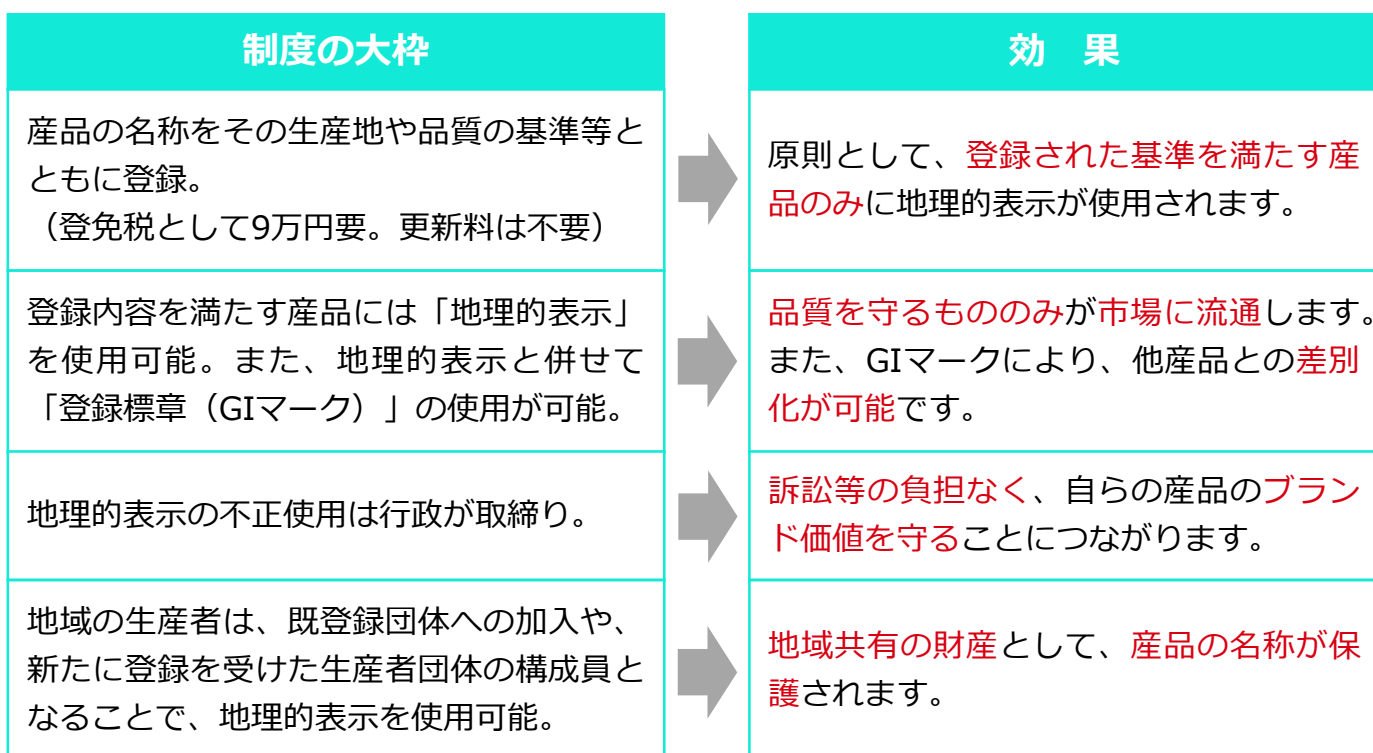 制度の大枠
効　果
産品の名称をその生産地や品質の基準等と
ともに登録。
（登免税として9万円要。更新料は不要）
原則として、登録された基準を満たす産
品のみに地理的表示が使用されます。
登録内容を満たす産品には「地理的表示」
を使用可能。また、地理的表示と併せて
「登録標章（GIマーク）」の使用が可能。
品質を守るもののみが市場に流通します。
また、GIマークにより、他産品との差別
化が可能です。
地理的表示の不正使用は行政が取締り。
訴訟等の負担なく、自らの産品のブラン
ド価値を守ることにつながります。
地域の生産者は、既登録団体への加入や、
新たに登録を受けた生産者団体の構成員と
なることで、地理的表示を使用可能。
地域共有の財産として、産品の名称が保
護されます。